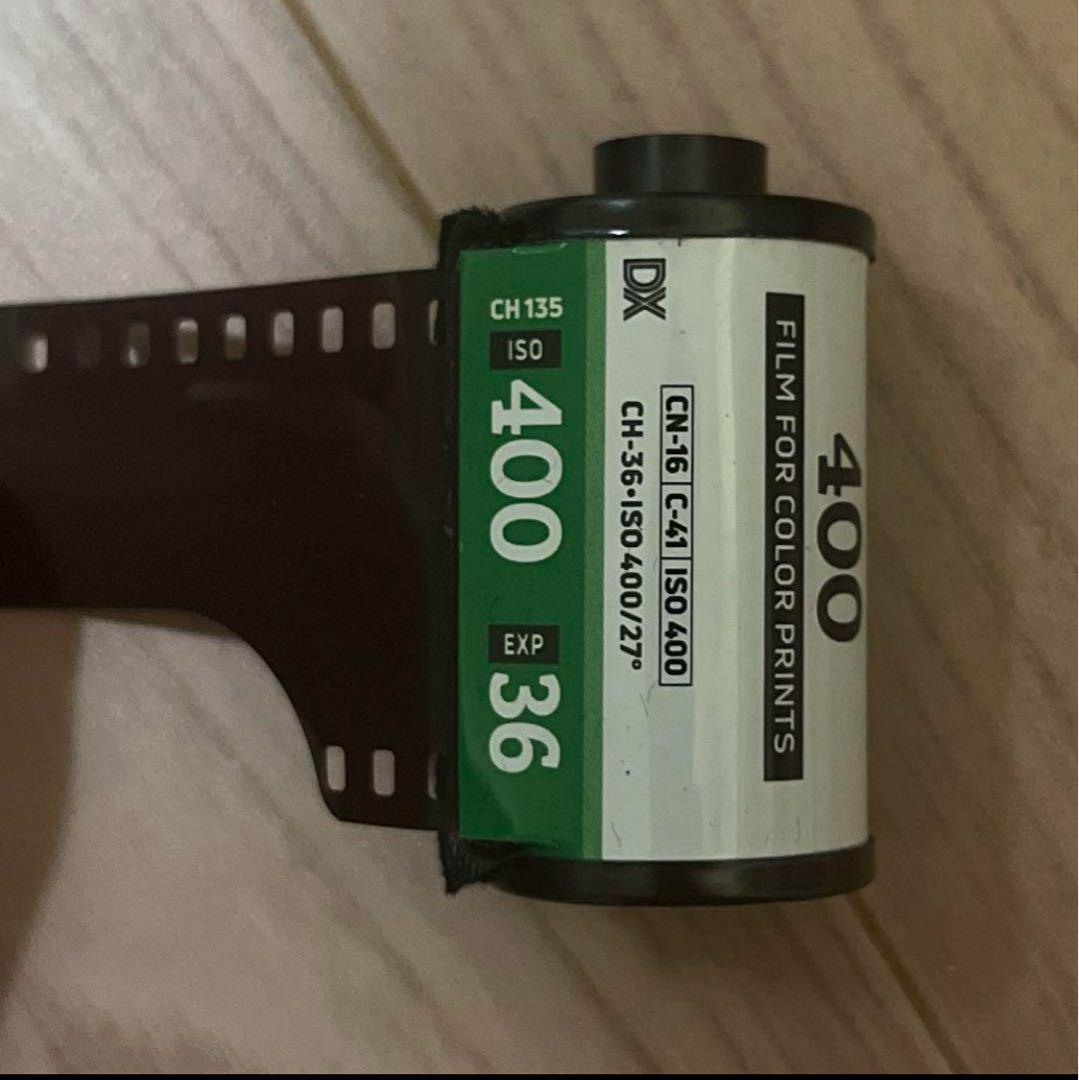 CH 135
ISO
400
EXP
36
DX
CN-16 C-41 ISO 400
CH-36•ISO 400/27°
400
FILM FOR COLOR PRINTS